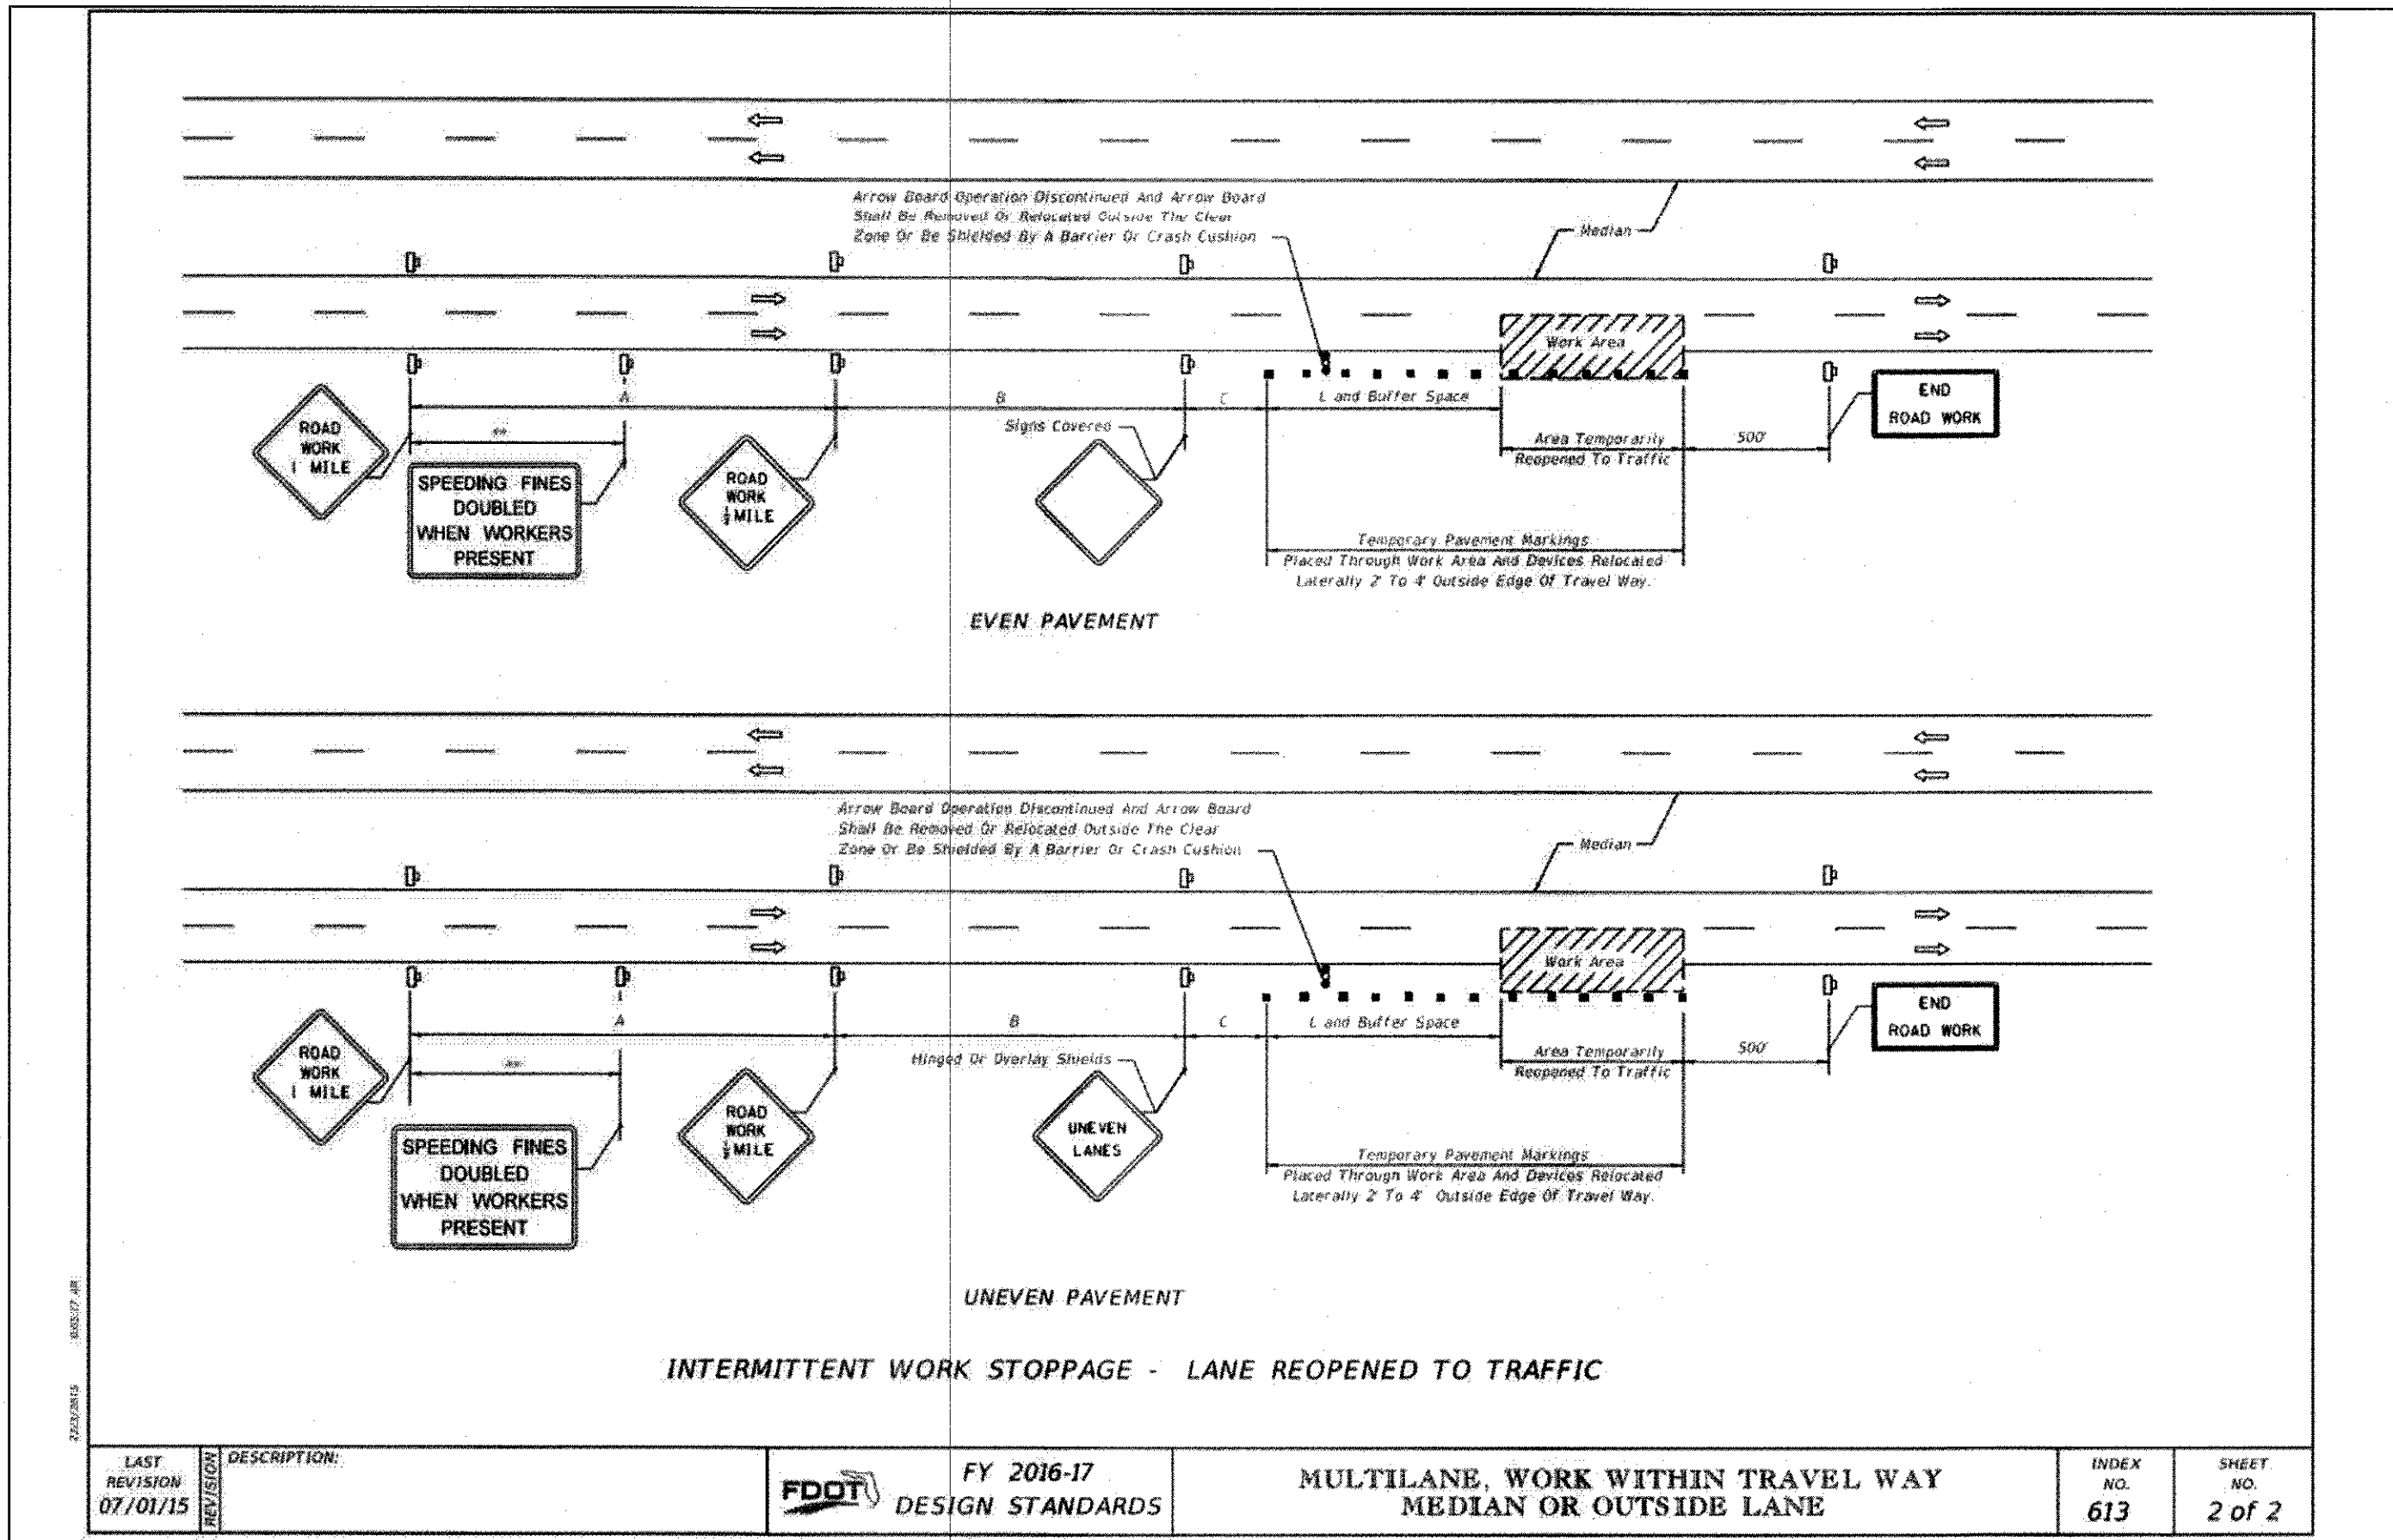 Arrow Board Operation Discontinued And Arrow Board
Shall Be Removed Or Relocated Outside The Clear
Zone Or Be Shielded By A Barrier Or Crash Cushion
Median
Work Area
A
B
C
L and Buffer Space
**
Signs Covered
Area Temporarily
Reopened To Traffic
500'
END
ROAD WORK
ROAD
WORK
1 MILE
SPEEDING FINES
DOUBLED
WHEN WORKERS
PRESENT
ROAD
WORK
½ MILE
Temporary Pavement Markings
Placed Through Work Area And Devices Relocated
Laterally 2' To 4' Outside Edge Of Travel Way.
EVEN PAVEMENT
Arrow Board Operation Discontinued And Arrow Board
Shall Be Removed Or Relocated Outside The Clear
Zone Or Be Shielded By A Barrier Or Crash Cushion
Median
Work Area
A
B
C
L and Buffer Space
**
Hinged Or Overlay Shields
Area Temporarily
Reopened To Traffic
500'
END
ROAD WORK
ROAD
WORK
1 MILE
SPEEDING FINES
DOUBLED
WHEN WORKERS
PRESENT
ROAD
WORK
½ MILE
UNEVEN
LANES
Temporary Pavement Markings
Placed Through Work Area And Devices Relocated
Laterally 2' To 4' Outside Edge Of Travel Way.
UNEVEN PAVEMENT
INTERMITTENT WORK STOPPAGE - LANE REOPENED TO TRAFFIC
LAST
REVISION
07/01/15
REVISION
DESCRIPTION:
FDOT
FY 2016-17
DESIGN STANDARDS
MULTILANE, WORK WITHIN TRAVEL WAY
MEDIAN OR OUTSIDE LANE
INDEX
NO.
613
SHEET
NO.
2 of 2